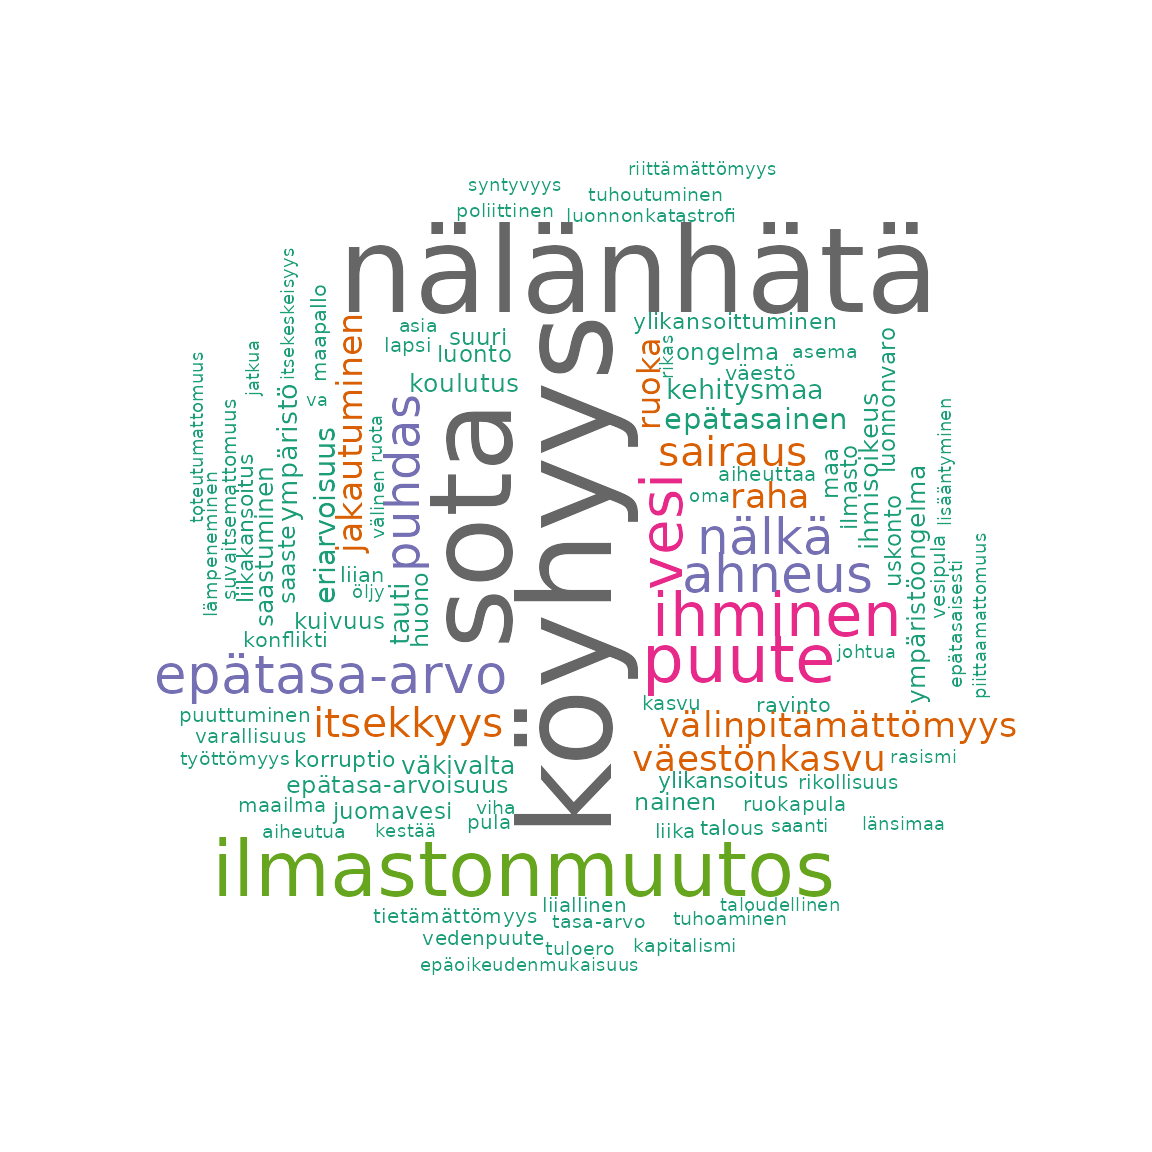 riittämättömyys
syntyvyys
tuhoutuminen
poliittinen
luonnonkatastrofi
nälänhätä
asia
suuri
lapsi
luonto
koulutus
ylikansoittuminen
rikas
ongelma
asema
väestö
kehitysmaa
epätasainen
ruoka
sairaus
aiheuttaa
oma
raha
vesi
nälkä
ahneus
ihminen
puute
johtua
maa
ilmasto
ihmisoikeus
luonnonvaro
uskonto
ympäristöongelma
vesipula
lisääntyminen
epätasaisesti
piittaamattomuus
toteutumattomuus
lämpeneminen
suvaitsemattomuus
liikakansoitus
jatkua
saastuminen
saaste
ympäristö
itsekeskeisyys
maapallo
va
eriarvoisuus
jakautuminen
välinen
ruota
puhdas
sota
köyhyys
liian
öljy
tauti
huono
kuivuus
konflikti
epätasa-arvo
puuttuminen
itsekkyys
varallisuus
työttömyys
korruptio
väkivalta
epätasa-arvoisuus
maailma
juomavesi
viha
pula
aiheutua
kestää
kasvu
ravinto
välinpitämättömyys
väestönkasvu
rasismi
ylikansoitus
rikollisuus
nainen
ruokapula
liika
talous
saanti
länsimaa
ilmastonmuutos
liiallinen
taloudellinen
tietämättömyys
tasa-arvo
tuhoaminen
vedenpuute
tuloero
kapitalismi
epäoikeudenmukaisuus